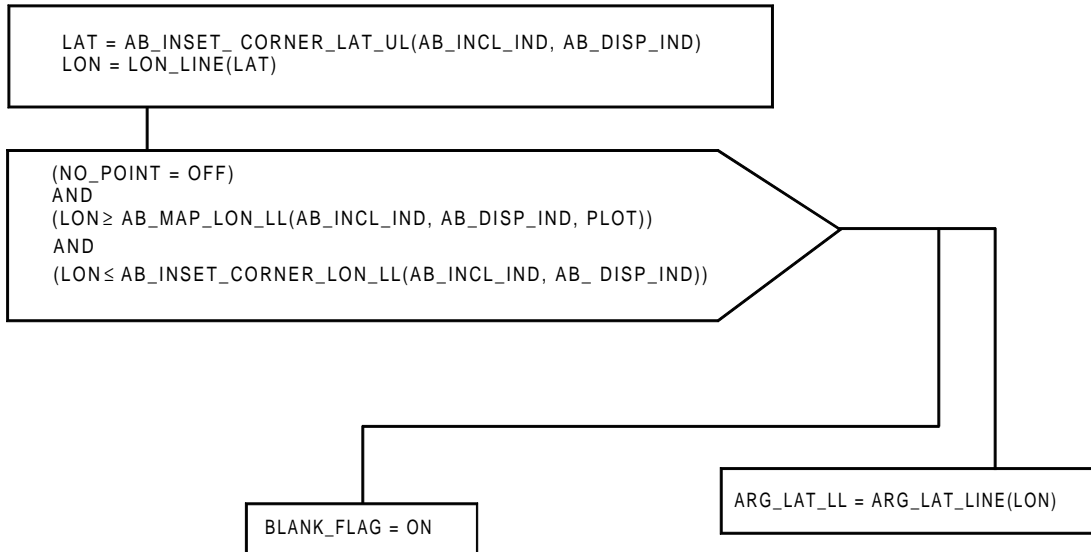 LAT = AB_INSET_ CORNER_LAT_UL(AB_INCL_IND, AB_DISP_IND)
LON = LON_LINE(LAT)
(NO_POINT = OFF)
AND
(LON≥ AB_MAP_LON_LL(AB_INCL_IND, AB_DISP_IND, PLOT))
AND
(LON≤ AB_INSET_CORNER_LON_LL(AB_INCL_IND, AB_ DISP_IND))
ARG_LAT_LL = ARG_LAT_LINE(LON)
BLANK_FLAG = ON